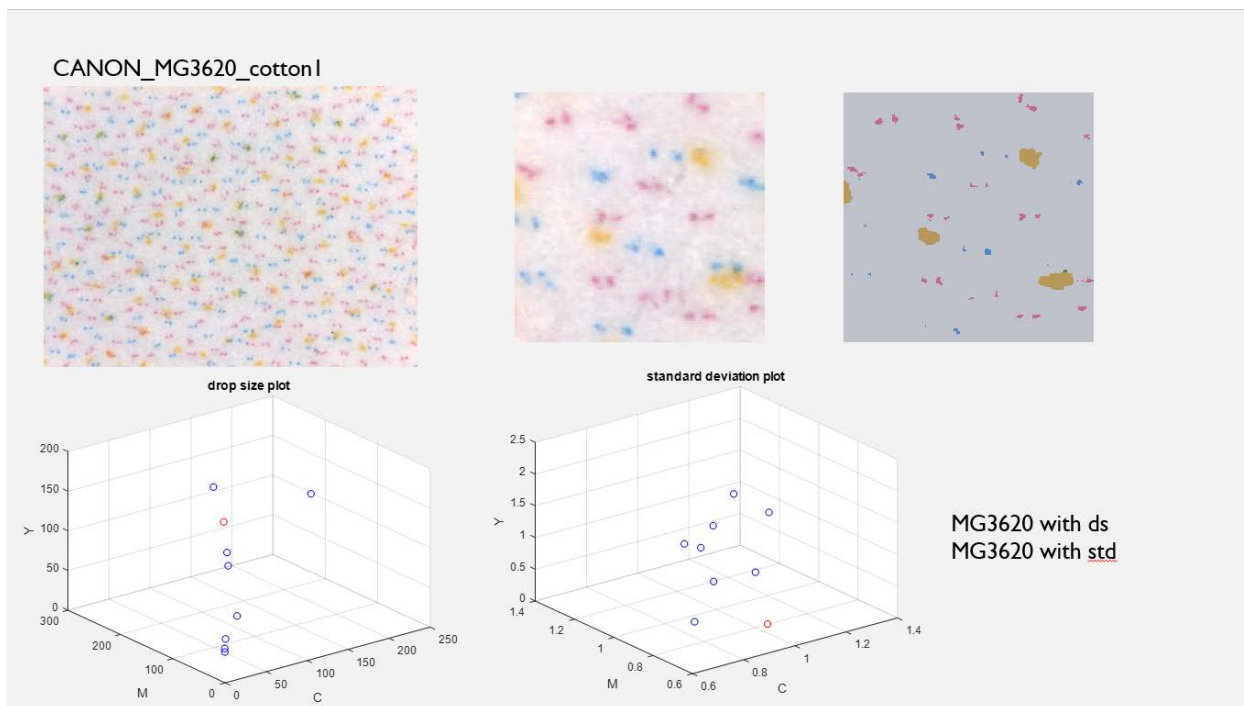 CANON_MG3620_cotton1
drop size plot
200
150
100
50
0
Y
300
200
100
0
M
0
50
100
150
200
250
C
standard deviation plot
2.5
2
1.5
1
0.5
0
Y
1.4
1.2
1
0.8
0.6
M
0.6
0.8
1
1.2
1.4
C
MG3620 with ds
MG3620 with std